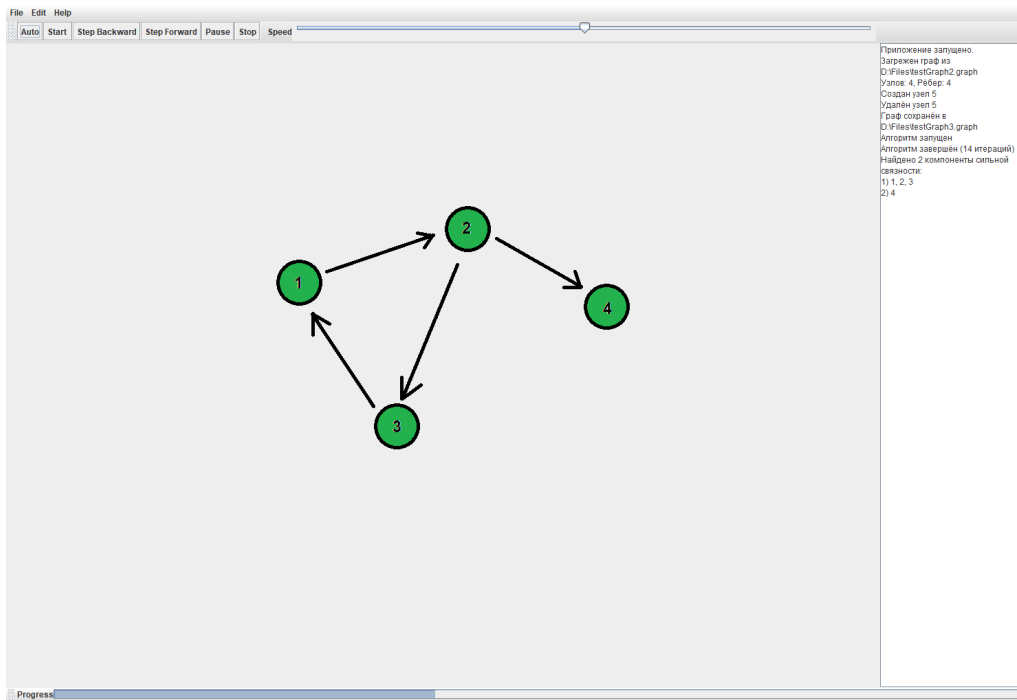 File Edit Help
Auto Start Step Backward Step Forward Pause Stop Speed
Приложение запущено.
Загрежен граф из
D:\Files\testGraph2.graph
Узлов: 4, Рёбер: 4
Создан узел 5
Удалён узел 5
Граф сохранён в
D:\Files\testGraph3.graph
Алгоритм запущен
Алгоритм завершён (14 итераций)
Найдено 2 компоненты сильной
связности:
1) 1, 2, 3
2) 4
2
1
4
3
Progress